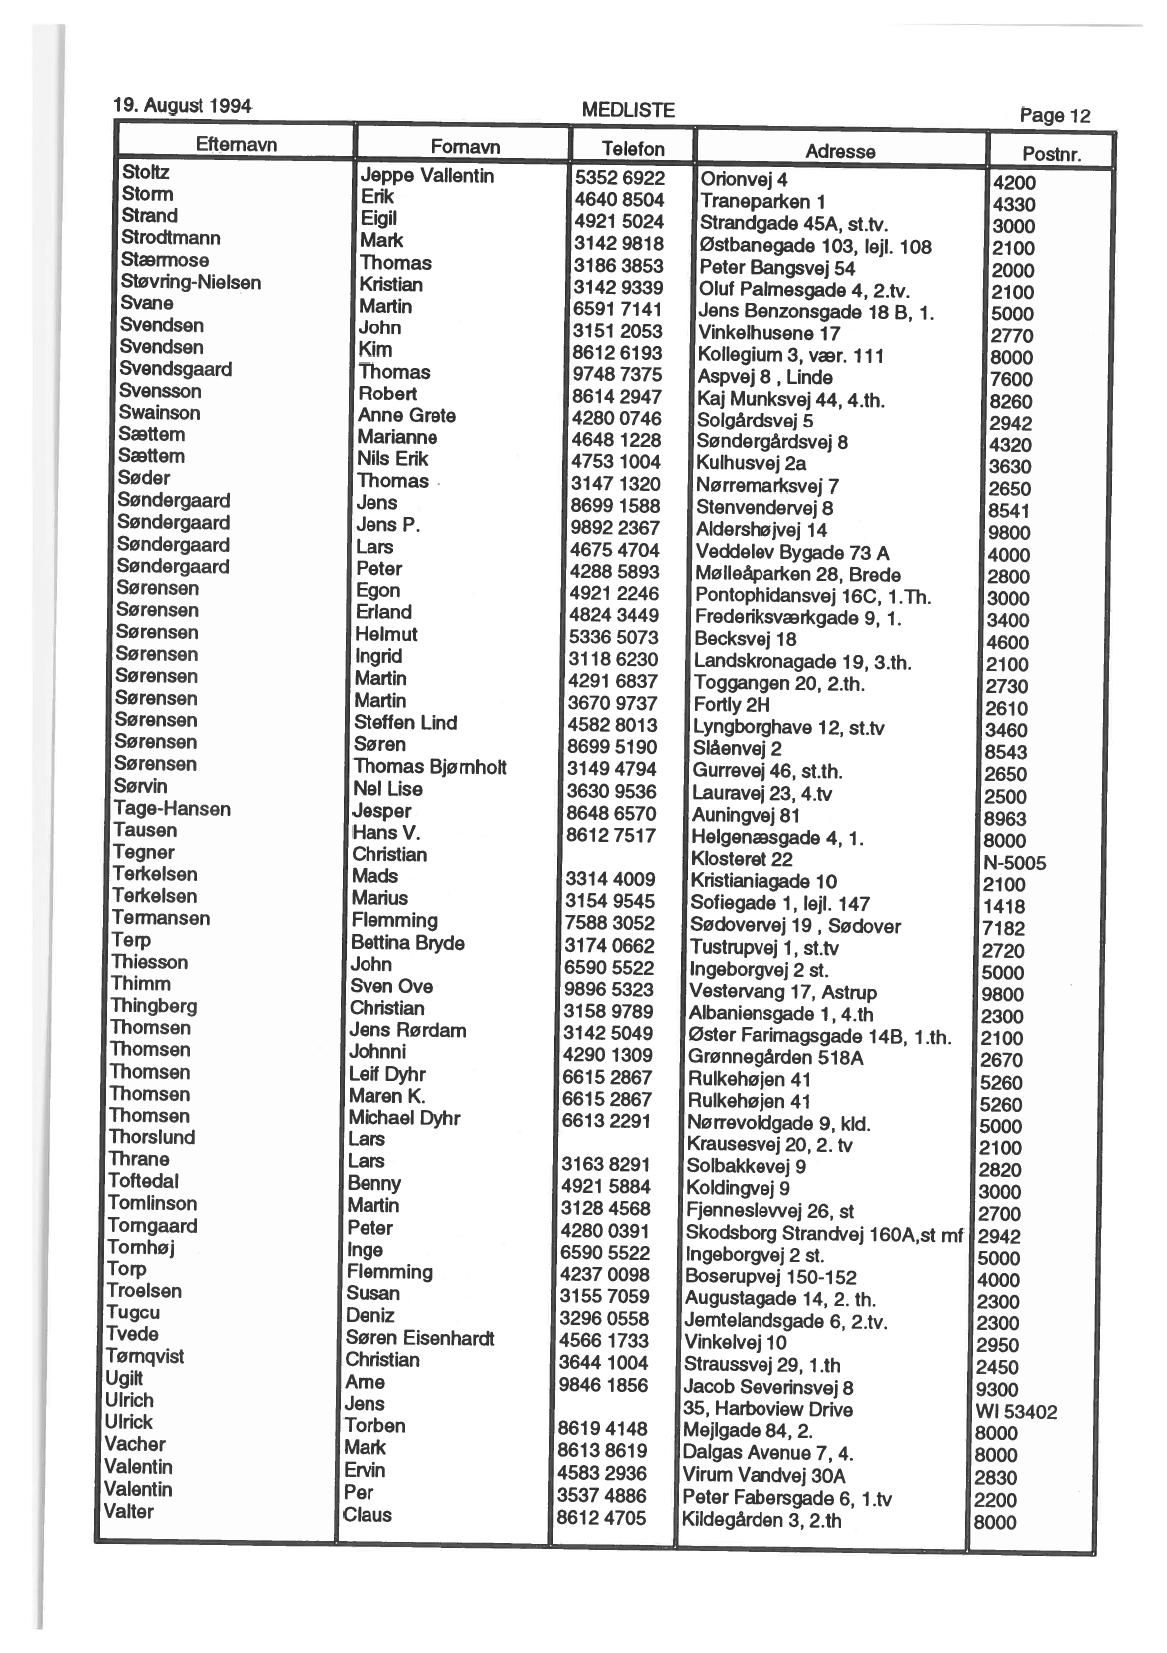 19. August 1994 MEDLISTE Page 12
Efternavn Fornavn Telefon Adresse Postnr.
Stoltz Jeppe Vallentin 5352 6922 Orionvej 4 4200
Storm Erik 4640 8504 Traneparken 1 4330
Strand Eigil 4921 5024 Strandgade 45A, st.tv. 3000
Strodtmann Mark 3142 9818 Østbanegade 103, lejl. 108 2100
Stærmose Thomas 3186 3853 Peter Bangsvej 54 2000
Støvring-Nielsen Kristian 3142 9339 Oluf Palmesgade 4, 2.tv. 2100
Svane Martin 6591 7141 Jens Benzonsgade 18 B, 1. 5000
Svendsen John 3151 2053 Vinkelhusene 17 2770
Svendsen Kim 8612 6193 Kollegium 3, vær. 111 8000
Svendsgaard Thomas 9748 7375 Aspvej 8 , Linde 7600
Svensson Robert 8614 2947 Kaj Munksvej 44, 4.th. 8260
Swainson Anne Grete 4280 0746 Solgårdsvej 5 2942
Sættem Marianne 4648 1228 Søndergårdsvej 8 4320
Sættem Nils Erik 4753 1004 Kulhusvej 2a 3630
Søder Thomas 3147 1320 Nørremarksvej 7 2650
Søndergaard Jens 8699 1588 Stenvendervej 8 8541
Søndergaard Jens P. 9892 2367 Aldershøjvej 14 9800
Søndergaard Lars 4675 4704 Veddelev Bygade 73 A 4000
Søndergaard Peter 4288 5893 Mølleåparken 28, Brede 2800
Sørensen Egon 4921 2246 Pontophidansvej 16C, 1.Th. 3000
Sørensen Erland 4824 3449 Frederiksværkgade 9, 1. 3400
Sørensen Helmut 5336 5073 Becksvej 18 4600
Sørensen Ingrid 3118 6230 Landskronagade 19, 3.th. 2100
Sørensen Martin 4291 6837 Toggangen 20, 2.th. 2730
Sørensen Martin 3670 9737 Fortly 2H 2610
Sørensen Steffen Lind 4582 8013 Lyngborghave 12, st.tv 3460
Sørensen Søren 8699 5190 Slåenvej 2 8543
Sørensen Thomas Bjørnholt 3149 4794 Gurrevej 46, st.th. 2650
Sørvin Nel Lise 3630 9536 Lauravej 23, 4.tv 2500
Tage-Hansen Jesper 8648 6570 Auningvej 81 8963
Tausen Hans V. 8612 7517 Helgenæsgade 4, 1. 8000
Tegner Christian Klosteret 22 N-5005
Terkelsen Mads 3314 4009 Kristianiagade 10 2100
Terkelsen Marius 3154 9545 Sofiegade 1, lejl. 147 1418
Termansen Flemming 7588 3052 Sødovervej 19 , Sødover 7182
Terp Bettina Bryde 3174 0662 Tustrupvej 1, st.tv 2720
Thiesson John 6590 5522 Ingeborgvej 2 st. 5000
Thimm Sven Ove 9896 5323 Vestervang 17, Astrup 9800
Thingberg Christian 3158 9789 Albaniensgade 1, 4.th 2300
Thomsen Jens Rørdam 3142 5049 Øster Farimagsgade 14B, 1.th. 2100
Thomsen Johnni 4290 1309 Grønnegården 518A 2670
Thomsen Leif Dyhr 6615 2867 Rulkehøjen 41 5260
Thomsen Maren K. 6615 2867 Rulkehøjen 41 5260
Thomsen Michael Dyhr 6613 2291 Nørrevoldgade 9, kld. 5000
Thorslund Lars Krausesvej 20, 2. tv 2100
Thrane Lars 3163 8291 Solbakkevej 9 2820
Toftedal Benny 4921 5884 Koldingvej 9 3000
Tomlinson Martin 3128 4568 Fjenneslevvej 26, st 2700
Torngaard Peter 4280 0391 Skodsborg Strandvej 160A,st mf 2942
Tornhøj Inge 6590 5522 Ingeborgvej 2 st. 5000
Torp Flemming 4237 0098 Boserupvej 150-152 4000
Troelsen Susan 3155 7059 Augustagade 14, 2. th. 2300
Tugcu Deniz 3296 0558 Jemtelandsgade 6, 2.tv. 2300
Tvede Søren Eisenhardt 4566 1733 Vinkelvej 10 2950
Tørnqvist Christian 3644 1004 Straussvej 29, 1.th 2450
Ugilt Arne 9846 1856 Jacob Severinsvej 8 9300
Ulrich Jens 35, Harboview Drive WI 53402
Ulrick Torben 8619 4148 Mejlgade 84, 2. 8000
Vacher Mark 8613 8619 Dalgas Avenue 7, 4. 8000
Valentin Ervin 4583 2936 Virum Vandvej 30A 2830
Valentin Per 3537 4886 Peter Fabersgade 6, 1.tv 2200
Valter Claus 8612 4705 Kildegården 3, 2.th 8000